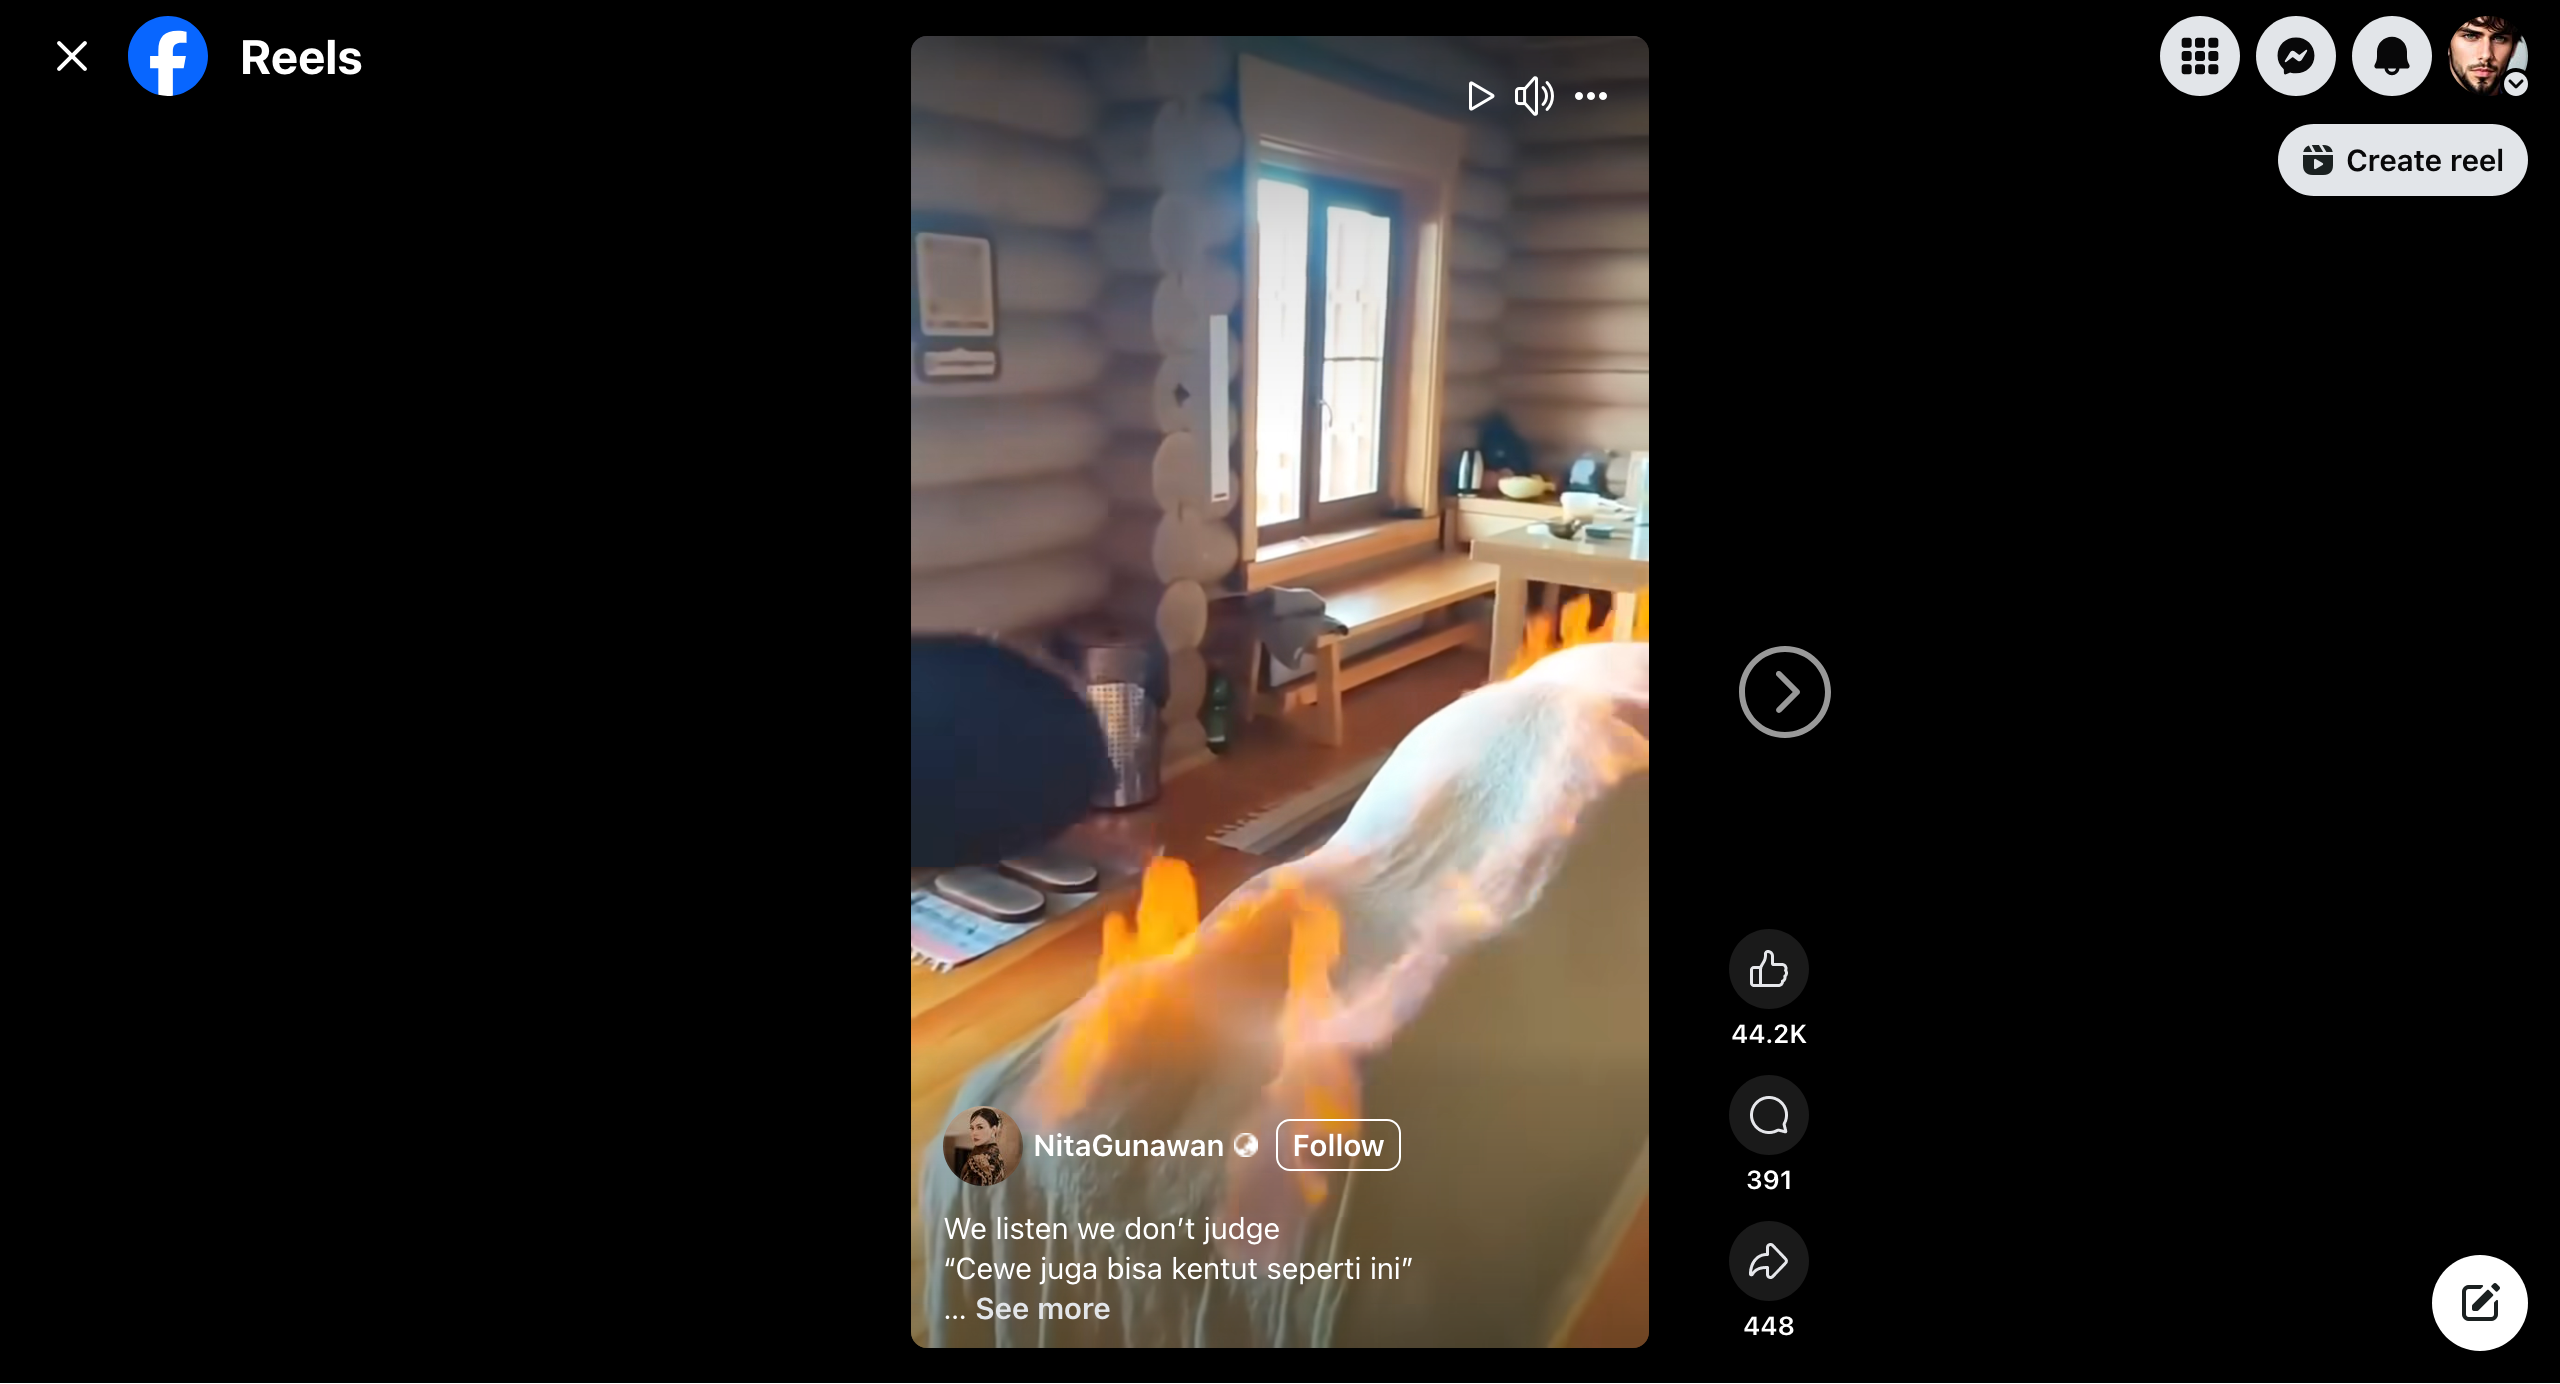 Reels
Create reel
44.2K
391
448
NitaGunawan
Follow
We listen we don’t judge
“Cewe juga bisa kentut seperti ini”
... See more